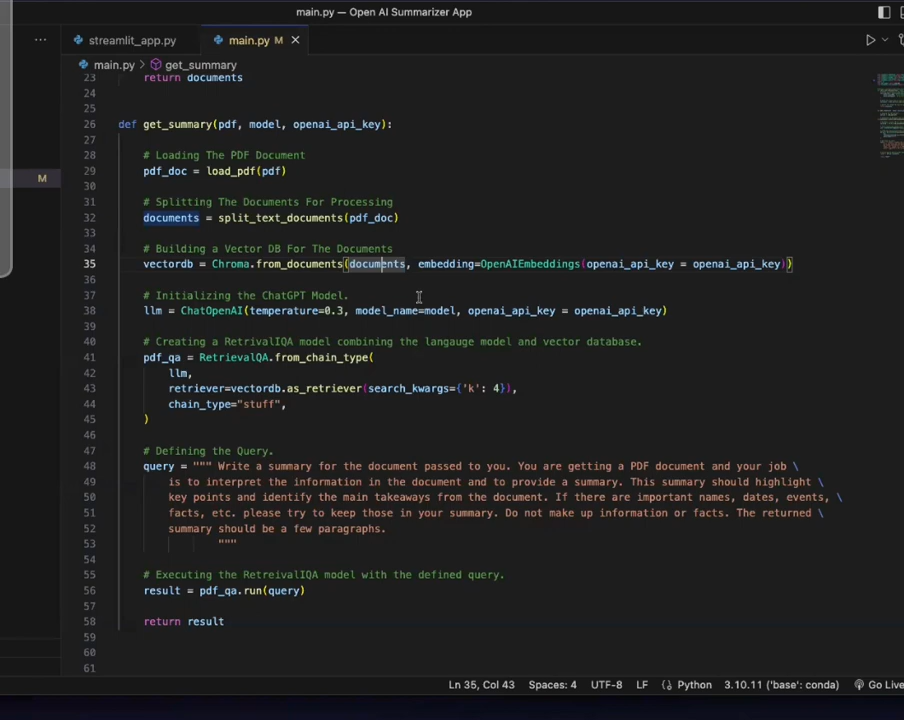 main.py — Open AI Summarizer App
streamlit_app.py main.py M
main.py > get_summary
23 return documents
24
25
26 def get_summary(pdf, model, openai_api_key):
27
28 # Loading The PDF Document
29 pdf_doc = load_pdf(pdf)
30
31 # Splitting The Documents For Processing
32 documents = split_text_documents(pdf_doc)
33
34 # Building a Vector DB For The Documents
35 vectordb = Chroma.from_documents(documents, embedding=OpenAIEmbeddings(openai_api_key = openai_api_key))
36
37 # Initializing the ChatGPT Model.
38 llm = ChatOpenAI(temperature=0.3, model_name=model, openai_api_key = openai_api_key)
39
40 # Creating a RetrivalIQA model combining the langauge model and vector database.
41 pdf_qa = RetrievalQA.from_chain_type(
42 llm,
43 retriever=vectordb.as_retriever(search_kwargs={'k': 4}),
44 chain_type="stuff",
45 )
46
47 # Defining the Query.
48 query = """ Write a summary for the document passed to you. You are getting a PDF document and your job \
49 is to interpret the information in the document and to provide a summary. This summary should highlight \
50 key points and identify the main takeaways from the document. If there are important names, dates, events, \
51 facts, etc. please try to keep those in your summary. Do not make up information or facts. The returned \
52 summary should be a few paragraphs.
53 """
54
55 # Executing the RetreivalIQA model with the defined query.
56 result = pdf_qa.run(query)
57
58 return result
59
60
61
M
Ln 35, Col 43 Spaces: 4 UTF-8 LF Python 3.10.11 ('base': conda) Go Live